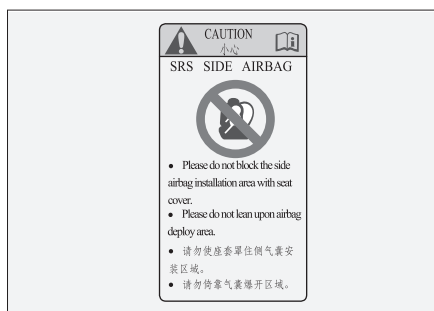 CAUTION
小心
SRS SIDE AIRBAG
● Please do not block the side
airbag installation area with seat
cover.
● Please do not lean upon airbag
deploy area.
● 请勿使座套罩住侧气囊安
装区域。
● 请勿倚靠气囊爆开区域。